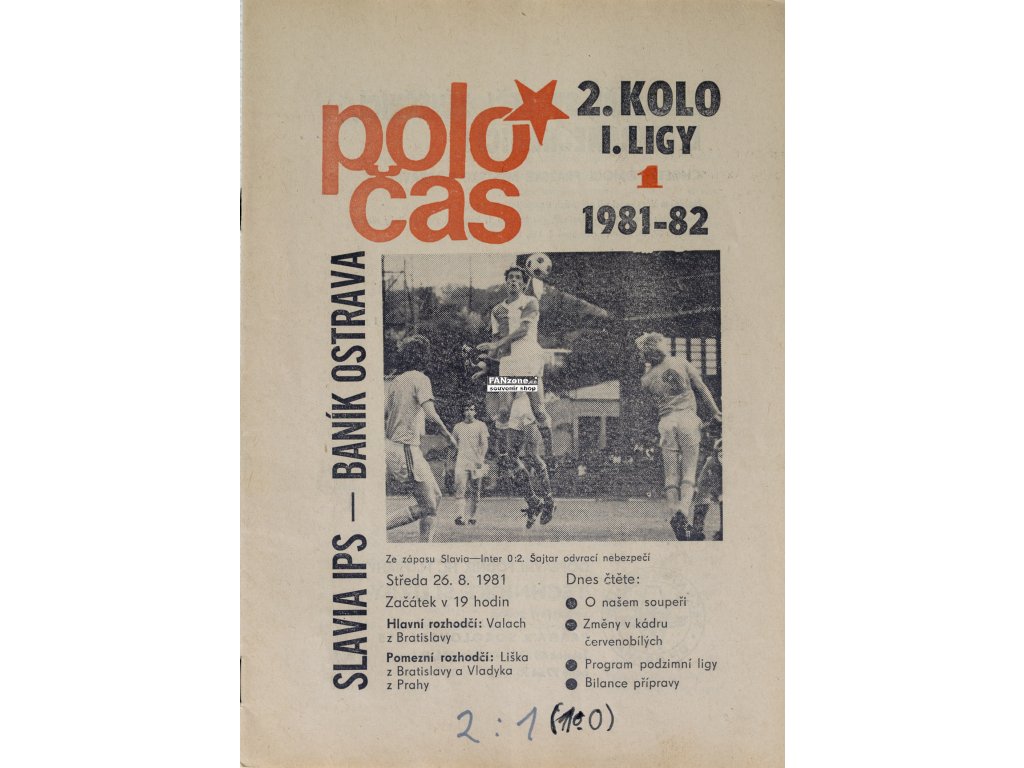 polo
čas
2. KOLO
I. LIGY
1
1981-82
SLAVIA IPS — BANÍK OSTRAVA
FANzone.cz
souvenir shop
Ze zápasu Slavia—Inter 0:2. Šajtar odvrací nebezpečí
Středa 26. 8. 1981
Začátek v 19 hodin
Hlavní rozhodčí: Valach
z Bratislavy
Pomezní rozhodčí: Liška
z Bratislavy a Vladyka
z Prahy
Dnes čtěte:
● O našem soupeři
● Změny v kádru
červenobílých
● Program podzimní ligy
● Bilance přípravy
2:1 (1:0)